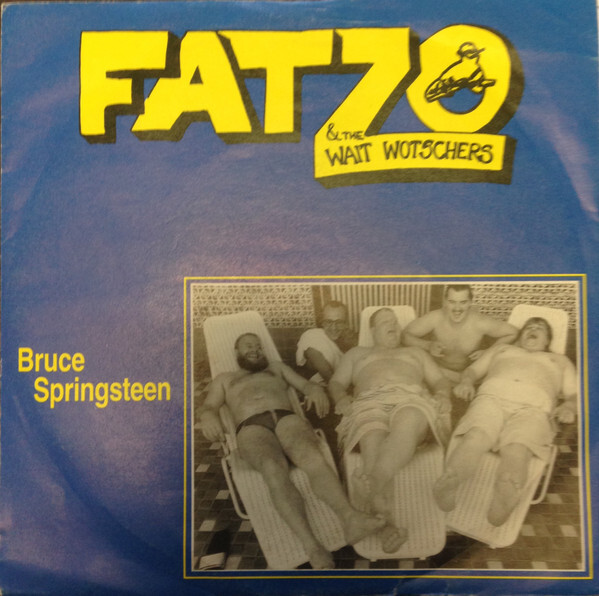 FATZO
& THE
WAIT WOTSCHERS
Bruce
Springsteen